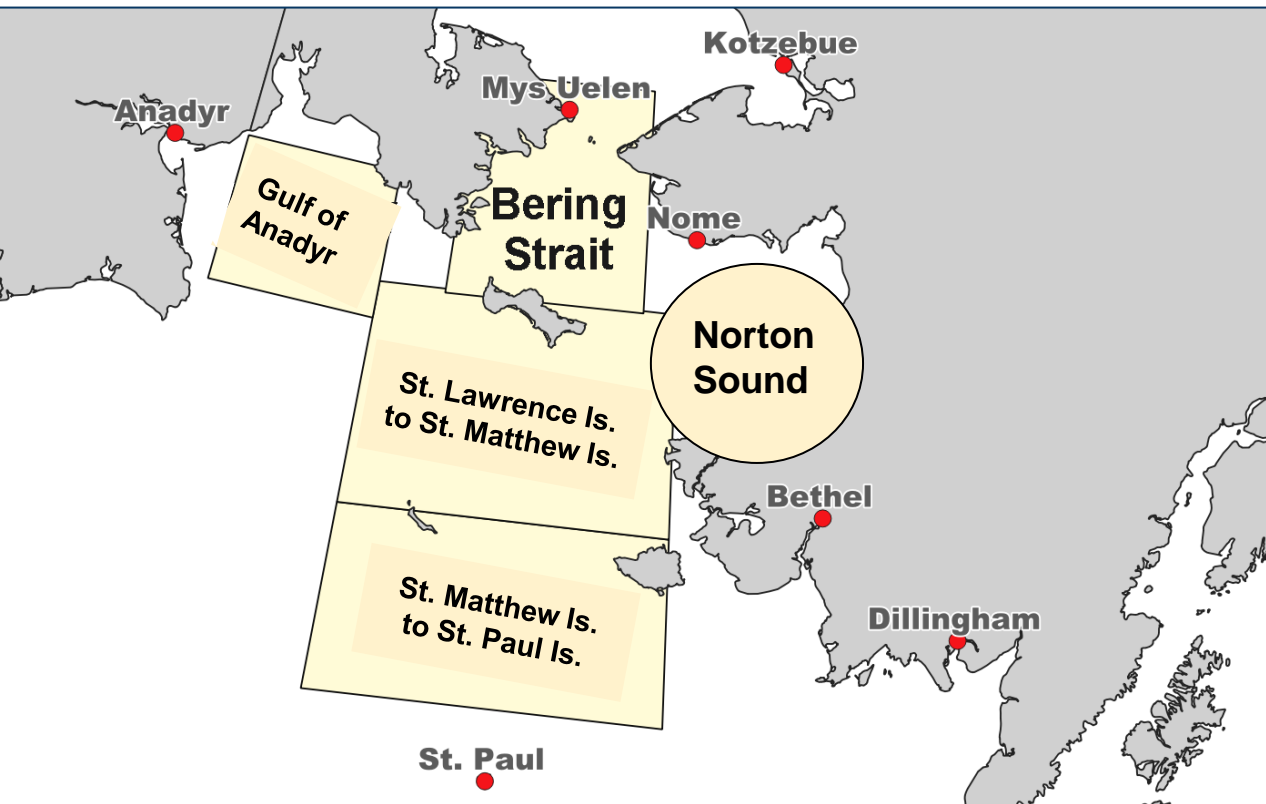 Kotzebue
Mys Uelen
Anadyr
Gulf of
Anadyr
Bering
Strait
Nome
Norton
Sound
St. Lawrence Is.
to St. Matthew Is.
Bethel
St. Matthew Is.
to St. Paul Is.
Dillingham
St. Paul